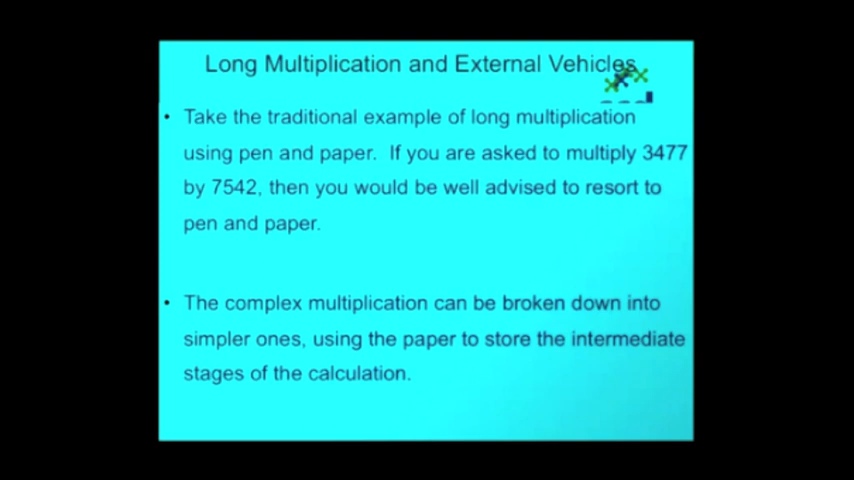 Long Multiplication and External Vehicles
• Take the traditional example of long multiplication
using pen and paper. If you are asked to multiply 3477
by 7542, then you would be well advised to resort to
pen and paper.
• The complex multiplication can be broken down into
simpler ones, using the paper to store the intermediate
stages of the calculation.